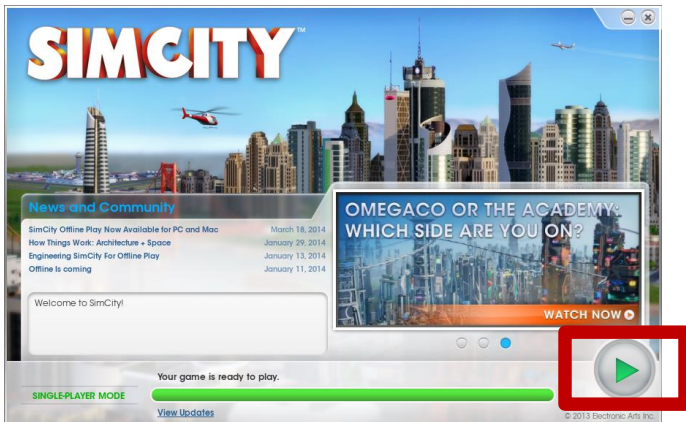 SIMCITY™
News and Community
SimCity Offline Play Now Available for PC and Mac March 18, 2014
How Things Work: Architecture + Space January 29, 2014
Engineering SimCity For Offline Play January 13, 2014
Offline Is coming January 11, 2014
Welcome to SimCity!
OMEGACO OR THE ACADEMY:
WHICH SIDE ARE YOU ON?
WATCH NOW
Your game is ready to play.
SINGLE-PLAYER MODE
View Updates
© 2013 Electronic Arts Inc.